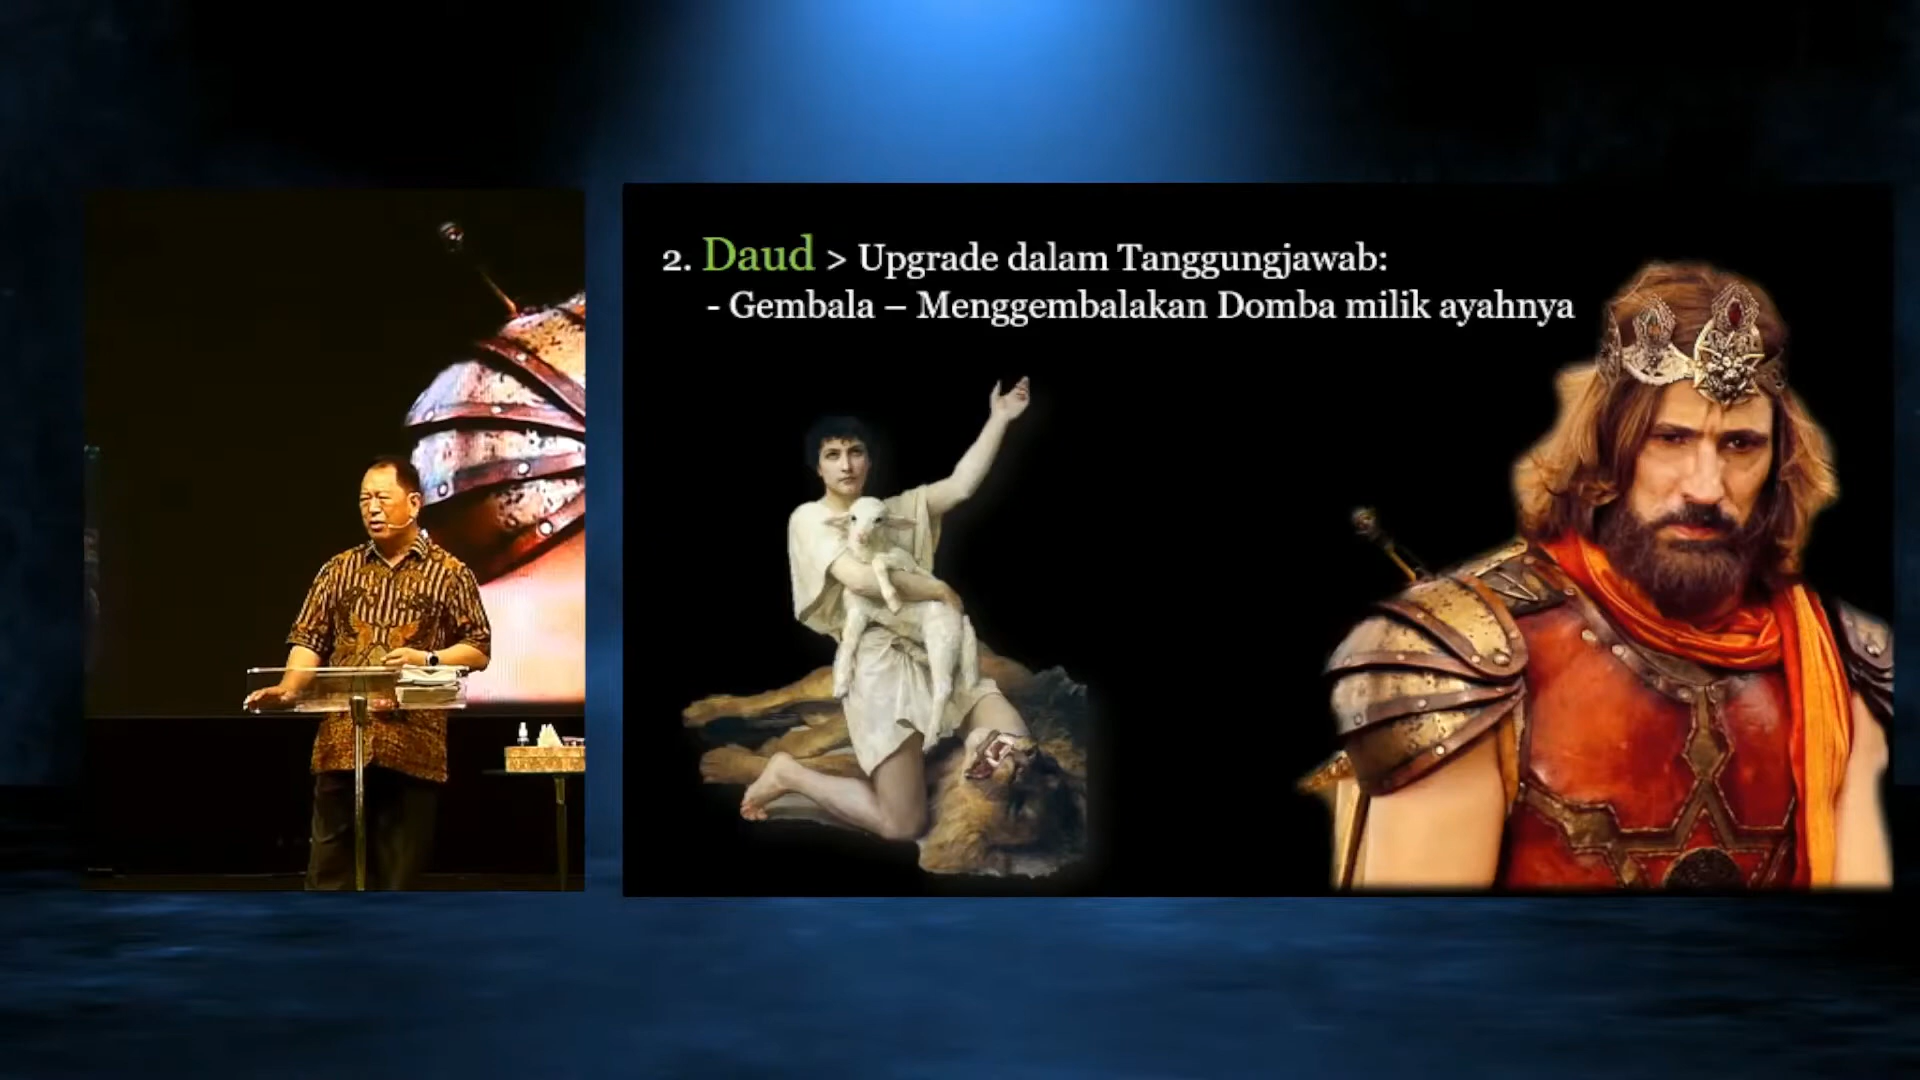 2. Daud > Upgrade dalam Tanggungjawab:
- Gembala – Menggembalakan Domba milik ayahnya